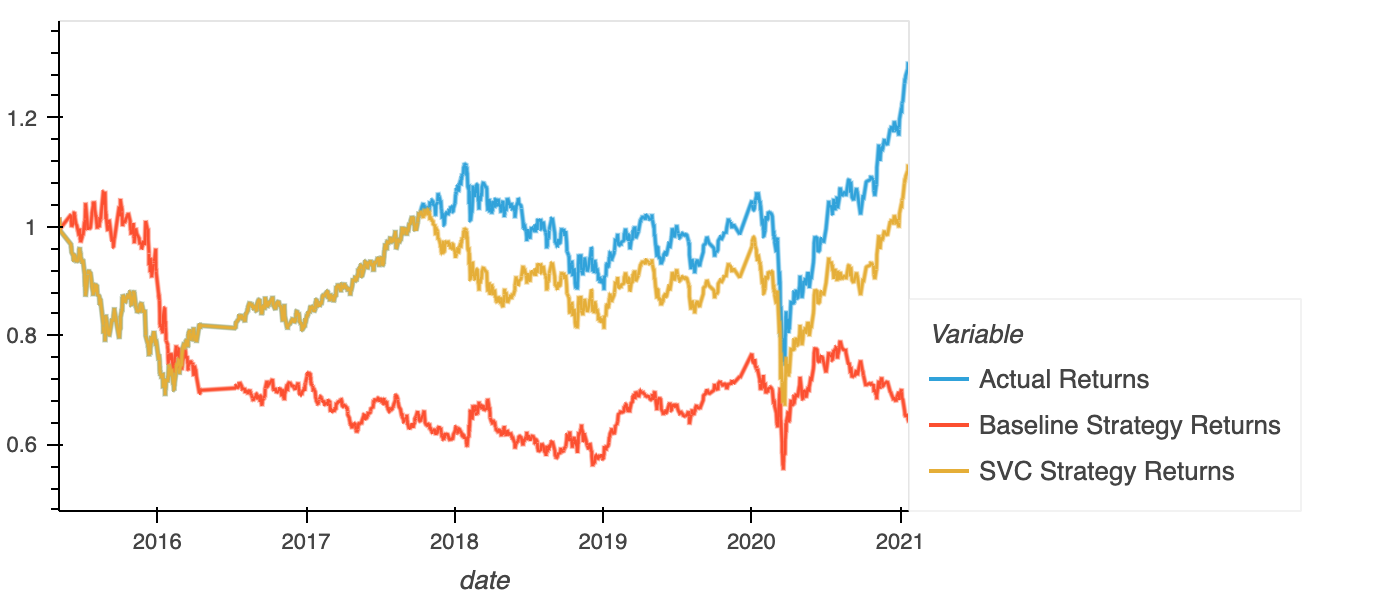 1.2
1
0.8
0.6
2016 2017 2018 2019 2020 2021
date
Variable
Actual Returns
Baseline Strategy Returns
SVC Strategy Returns